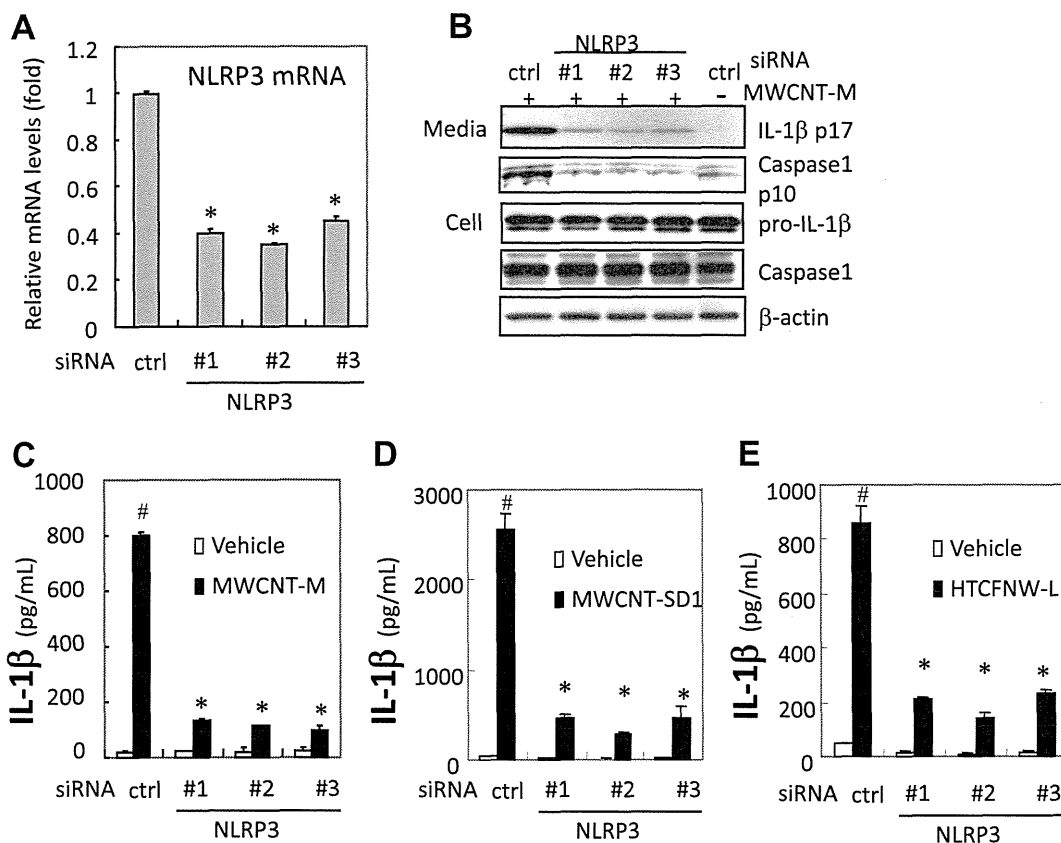 A
NLRP3 mRNA
Relative mRNA levels (fold)
1.2
1
0.8
0.6
0.4
0.2
0
*
*
*
siRNA ctrl #1 #2 #3
NLRP3
B
NLRP3
ctrl #1 #2 #3 ctrl siRNA
+ + + + - MWCNT-M
Media IL-1β p17
Caspase1
p10
Cell pro-IL-1β
Caspase1
β-actin
C
IL-1β (pg/mL)
1000
800
600
400
200
0
#
Vehicle
MWCNT-M
* * *
siRNA ctrl #1 #2 #3
NLRP3
D
IL-1β (pg/mL)
3000
2000
1000
0
#
Vehicle
MWCNT-SD1
* * *
siRNA ctrl #1 #2 #3
NLRP3
E
IL-1β (pg/mL)
1000
800
600
400
200
0
#
Vehicle
HTCFNW-L
* * *
siRNA ctrl #1 #2 #3
NLRP3